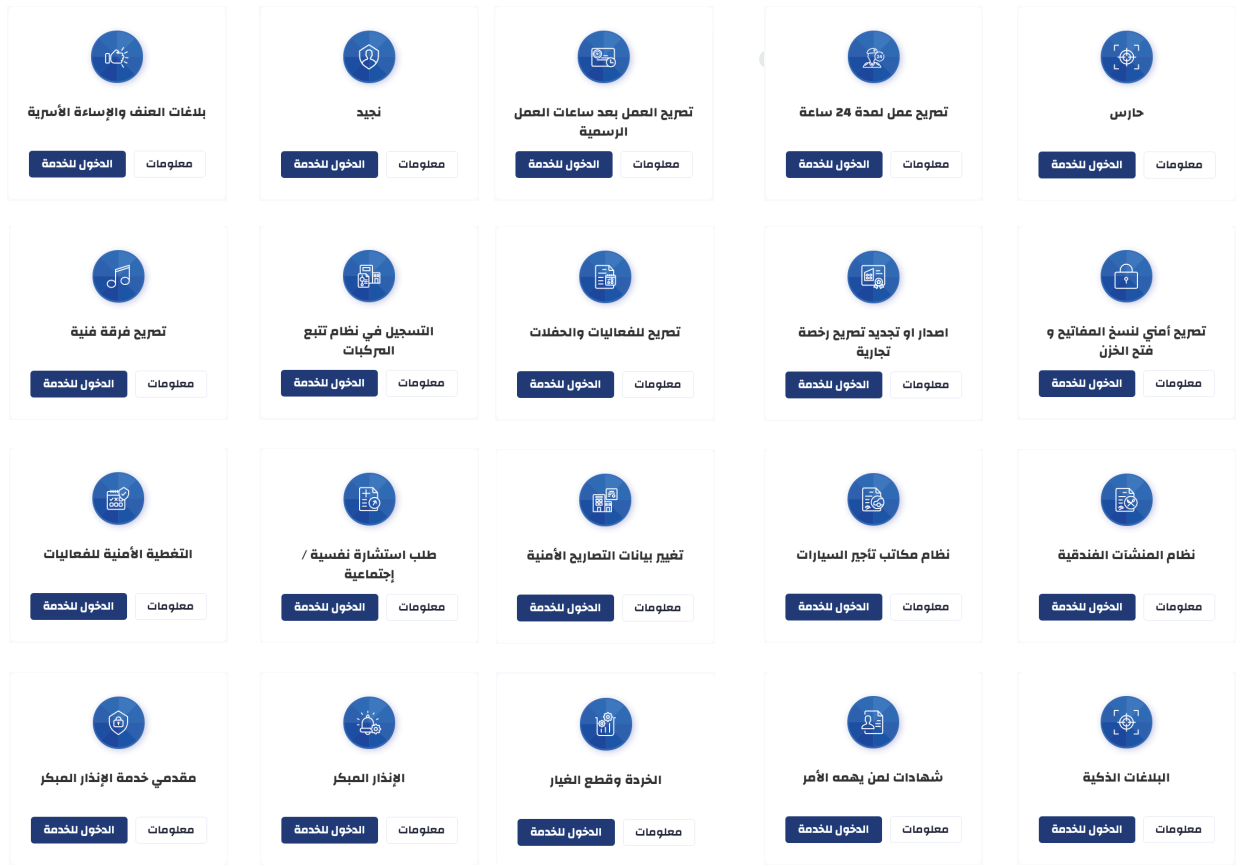 حارس
معلومات
الدخول للخدمة
تصريح عمل لمدة 24 ساعة
معلومات
الدخول للخدمة
تصريح العمل بعد ساعات العمل
الرسمية
معلومات
الدخول للخدمة
نجيد
معلومات
الدخول للخدمة
بلاغات العنف والإساءة الأسرية
معلومات
الدخول للخدمة
تصريح أمني لنسخ المفاتيح و
فتح الخزن
معلومات
الدخول للخدمة
اصدار او تجديد تصريح رخصة
تجارية
معلومات
الدخول للخدمة
تصريح للفعاليات والحفلات
معلومات
الدخول للخدمة
التسجيل في نظام تتبع
المركبات
معلومات
الدخول للخدمة
تصريح فرقة فنية
معلومات
الدخول للخدمة
نظام المنشآت الفندقية
معلومات
الدخول للخدمة
نظام مكاتب تأجير السيارات
معلومات
الدخول للخدمة
تغيير بيانات التصاريح الأمنية
معلومات
الدخول للخدمة
طلب استشارة نفسية /
إجتماعية
معلومات
الدخول للخدمة
التغطية الأمنية للفعاليات
معلومات
الدخول للخدمة
البلاغات الذكية
معلومات
الدخول للخدمة
شهادات لمن يهمه الأمر
معلومات
الدخول للخدمة
الخردة وقطع الغيار
معلومات
الدخول للخدمة
الإنذار المبكر
معلومات
الدخول للخدمة
مقدمي خدمة الإنذار المبكر
معلومات
الدخول للخدمة